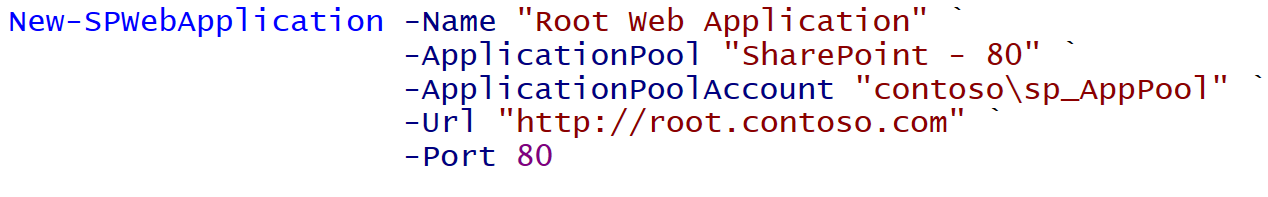 New-SPWebApplication -Name "Root Web Application" `
-ApplicationPool "SharePoint - 80" `
-ApplicationPoolAccount "contoso\sp_AppPool" `
-Url "http://root.contoso.com" `
-Port 80